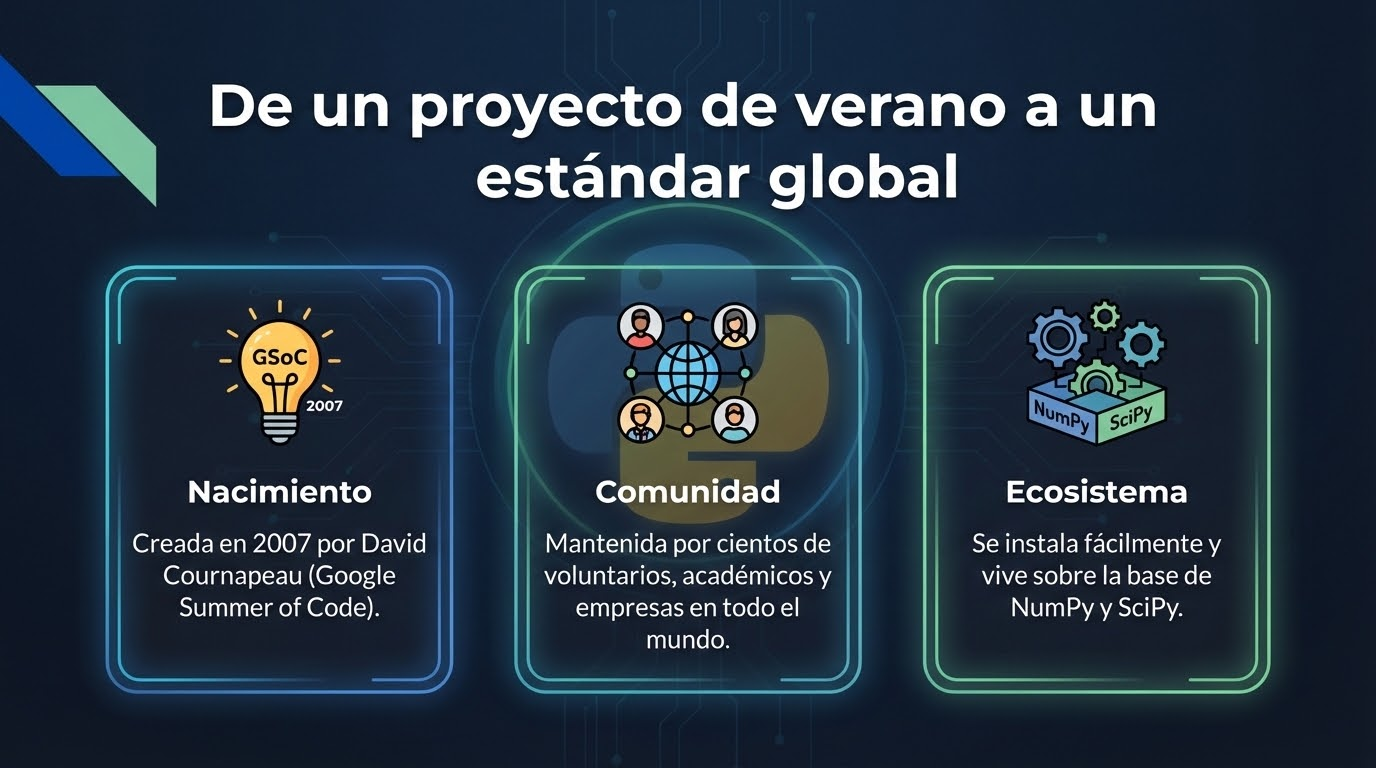 De un proyecto de verano a un
estándar global
GSoC
2007
Nacimiento
Creada en 2007 por David
Cournapeau (Google
Summer of Code).
Comunidad
Mantenida por cientos de
voluntarios, académicos y
empresas en todo el
mundo.
NumPy
SciPy
Ecosistema
Se instala fácilmente y
vive sobre la base de
NumPy y SciPy.